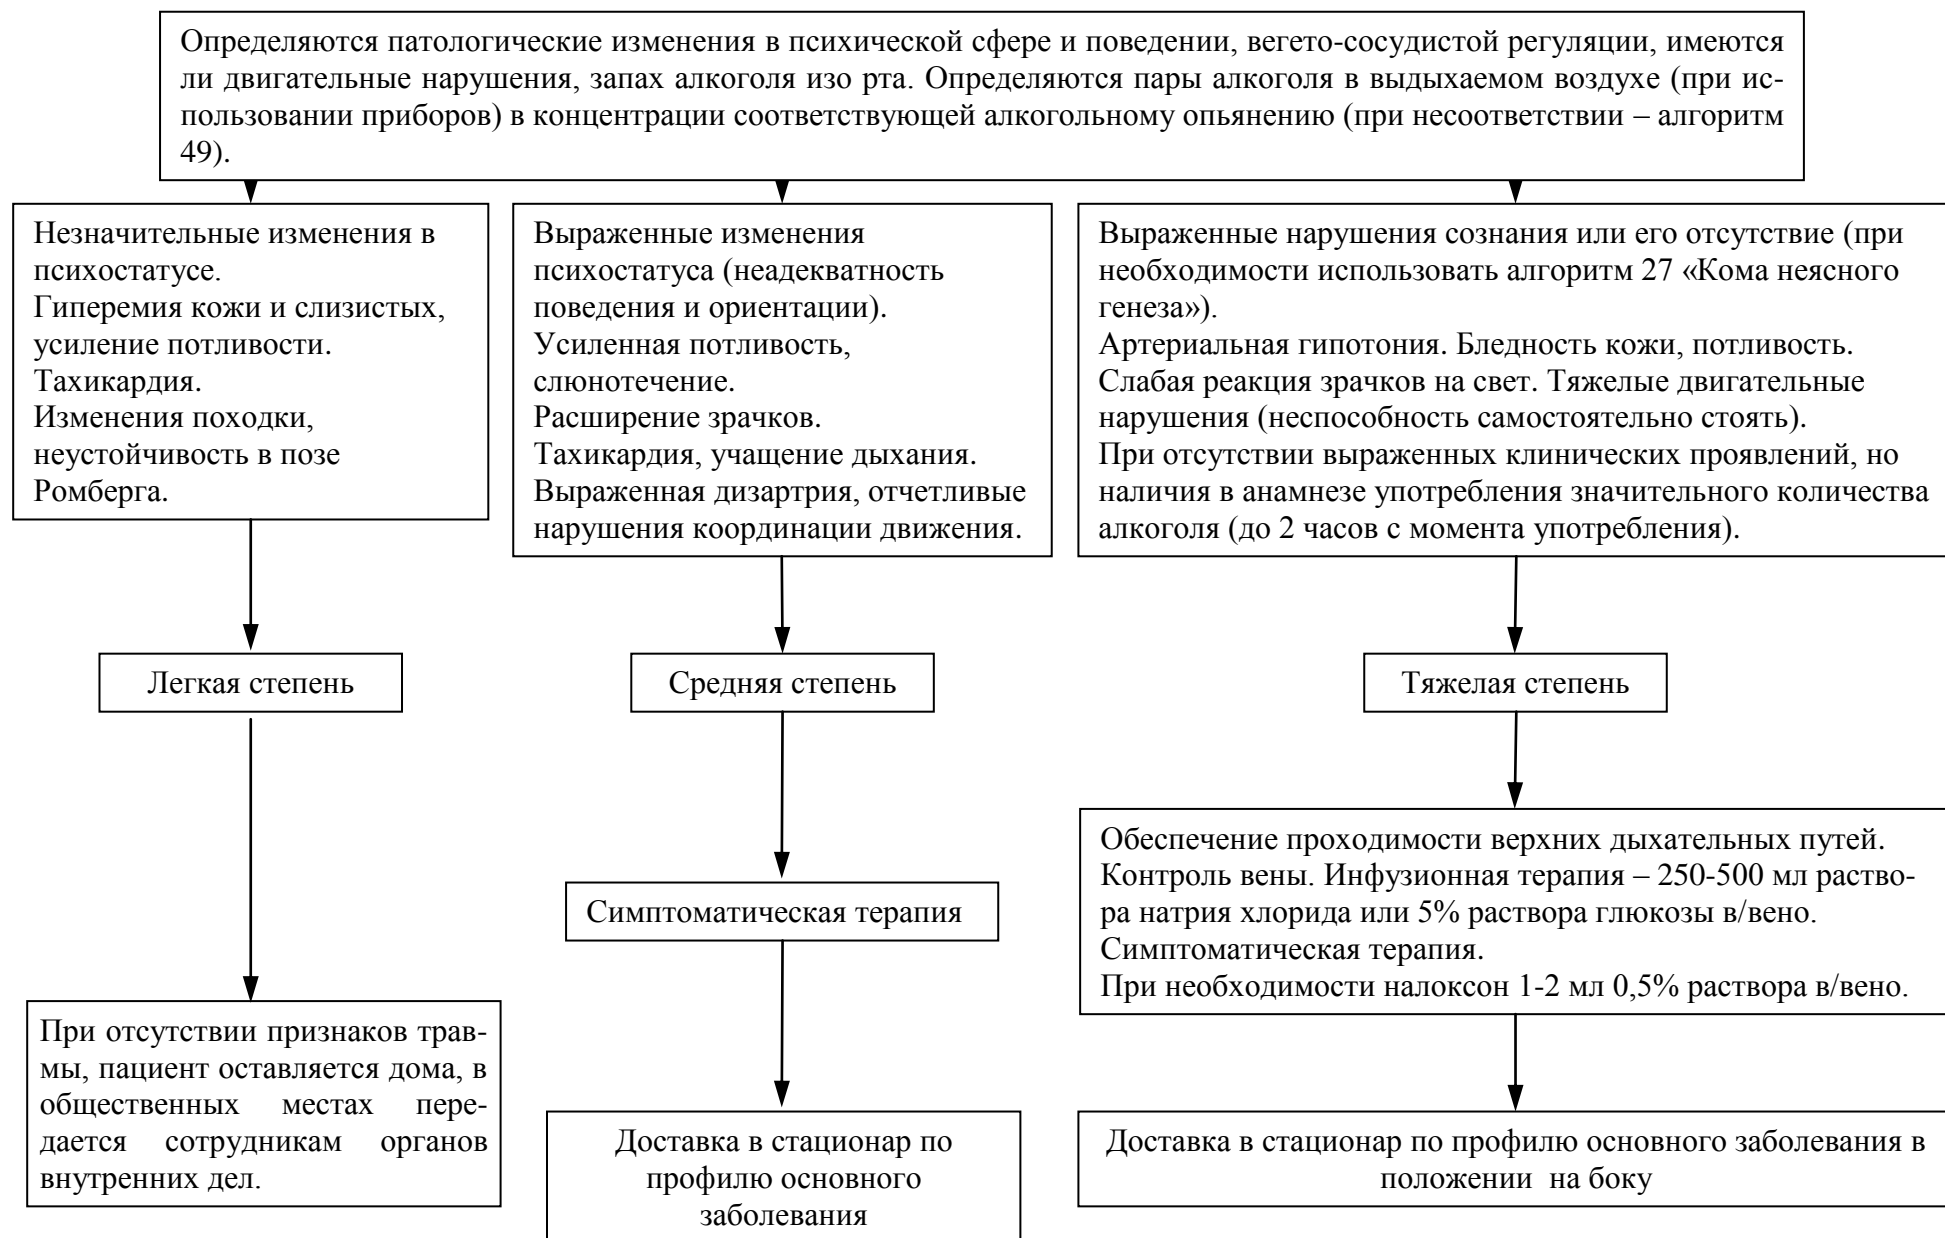 Определяются патологические изменения в психической сфере и поведении, вегето-сосудистой регуляции, имеются
ли двигательные нарушения, запах алкоголя изо рта. Определяются пары алкоголя в выдыхаемом воздухе (при ис-
пользовании приборов) в концентрации соответствующей алкогольному опьянению (при несоответствии – алгоритм
49).
Незначительные изменения в
психостатусе.
Гиперемия кожи и слизистых,
усиление потливости.
Тахикардия.
Изменения походки,
неустойчивость в позе
Ромберга.
Выраженные изменения
психостатуса (неадекватность
поведения и ориентации).
Усиленная потливость,
слюнотечение.
Расширение зрачков.
Тахикардия, учащение дыхания.
Выраженная дизартрия, отчетливые
нарушения координации движения.
Выраженные нарушения сознания или его отсутствие (при
необходимости использовать алгоритм 27 «Кома неясного
генеза»).
Артериальная гипотония. Бледность кожи, потливость.
Слабая реакция зрачков на свет. Тяжелые двигательные
нарушения (неспособность самостоятельно стоять).
При отсутствии выраженных клинических проявлений, но
наличия в анамнезе употребления значительного количества
алкоголя (до 2 часов с момента употребления).
Легкая степень
Средняя степень
Тяжелая степень
Симптоматическая терапия
Обеспечение проходимости верхних дыхательных путей.
Контроль вены. Инфузионная терапия – 250-500 мл раство-
ра натрия хлорида или 5% раствора глюкозы в/вено.
Симптоматическая терапия.
При необходимости налоксон 1-2 мл 0,5% раствора в/вено.
При отсутствии признаков трав-
мы, пациент оставляется дома, в
общественных местах пере-
дается сотрудникам органов
внутренних дел.
Доставка в стационар по
профилю основного
заболевания
Доставка в стационар по профилю основного заболевания в
положении на боку